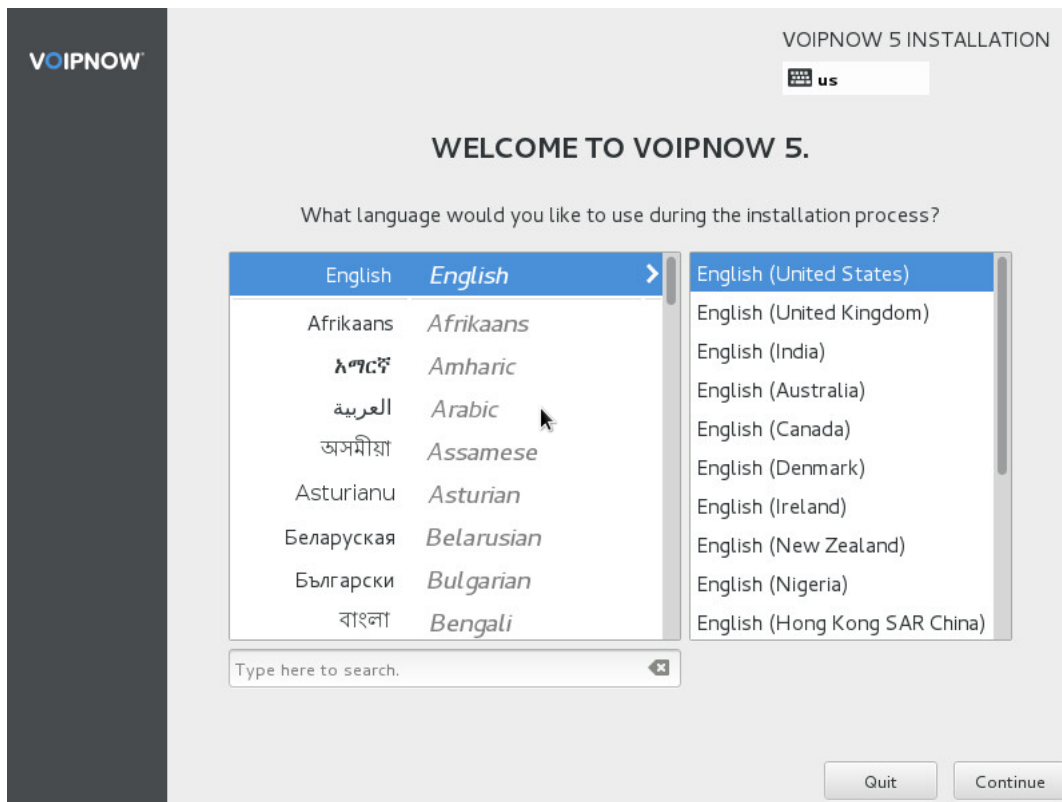 VOIPNOW
VOIPNOW 5 INSTALLATION
us
WELCOME TO VOIPNOW 5.
What language would you like to use during the installation process?
English English
Afrikaans Afrikaans
አማርኛ Amharic
العربية Arabic
অসমীয়া Assamese
Asturianu Asturian
Беларуская Belarusian
Български Bulgarian
বাংলা Bengali
Type here to search.
English (United States)
English (United Kingdom)
English (India)
English (Australia)
English (Canada)
English (Denmark)
English (Ireland)
English (New Zealand)
English (Nigeria)
English (Hong Kong SAR China)
Quit Continue